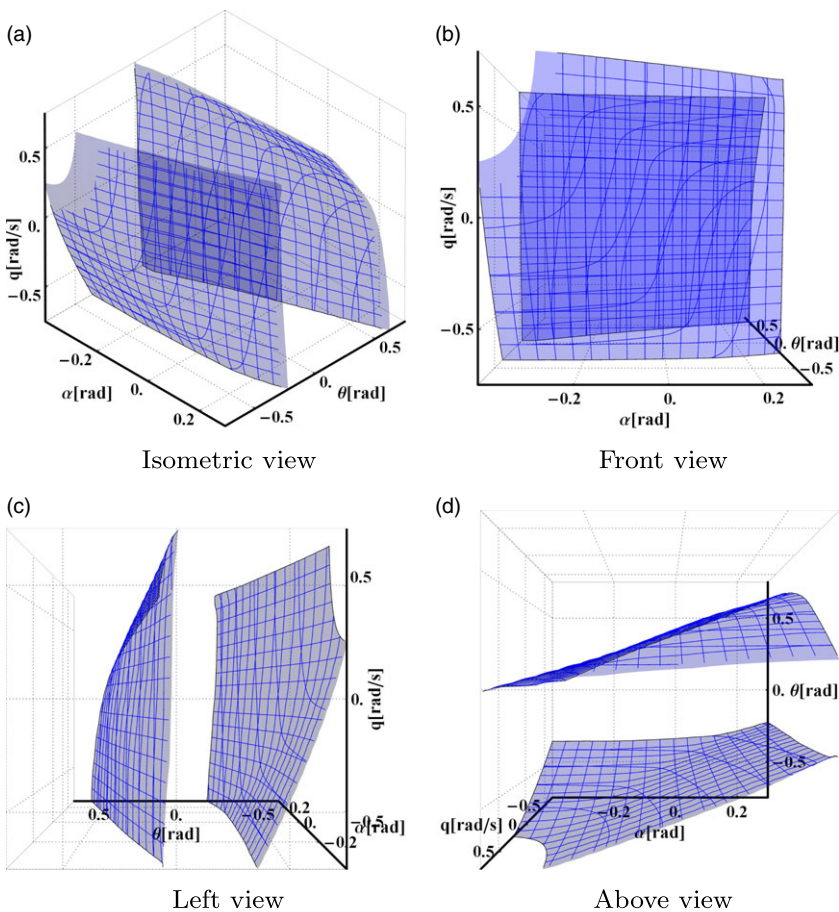 (a)
0.5
0.
−0.5
q[rad/s]
−0.2
0.
0.2
α[rad]
−0.5
0.
0.5
θ[rad]
Isometric view
(b)
0.5
0.
−0.5
q[rad/s]
−0.2
0.
0.2
α[rad]
0.5
0. θ[rad]
−0.5
Front view
(c)
0.5
0.
−0.5
q[rad/s]
0.5
0.
−0.5
θ[rad]
0.2
0.
−0.2
α[rad]
Left view
(d)
0.5
0. θ[rad]
−0.5
−0.5
q[rad/s] 0.
0.5
−0.2
0.
0.2
α[rad]
Above view